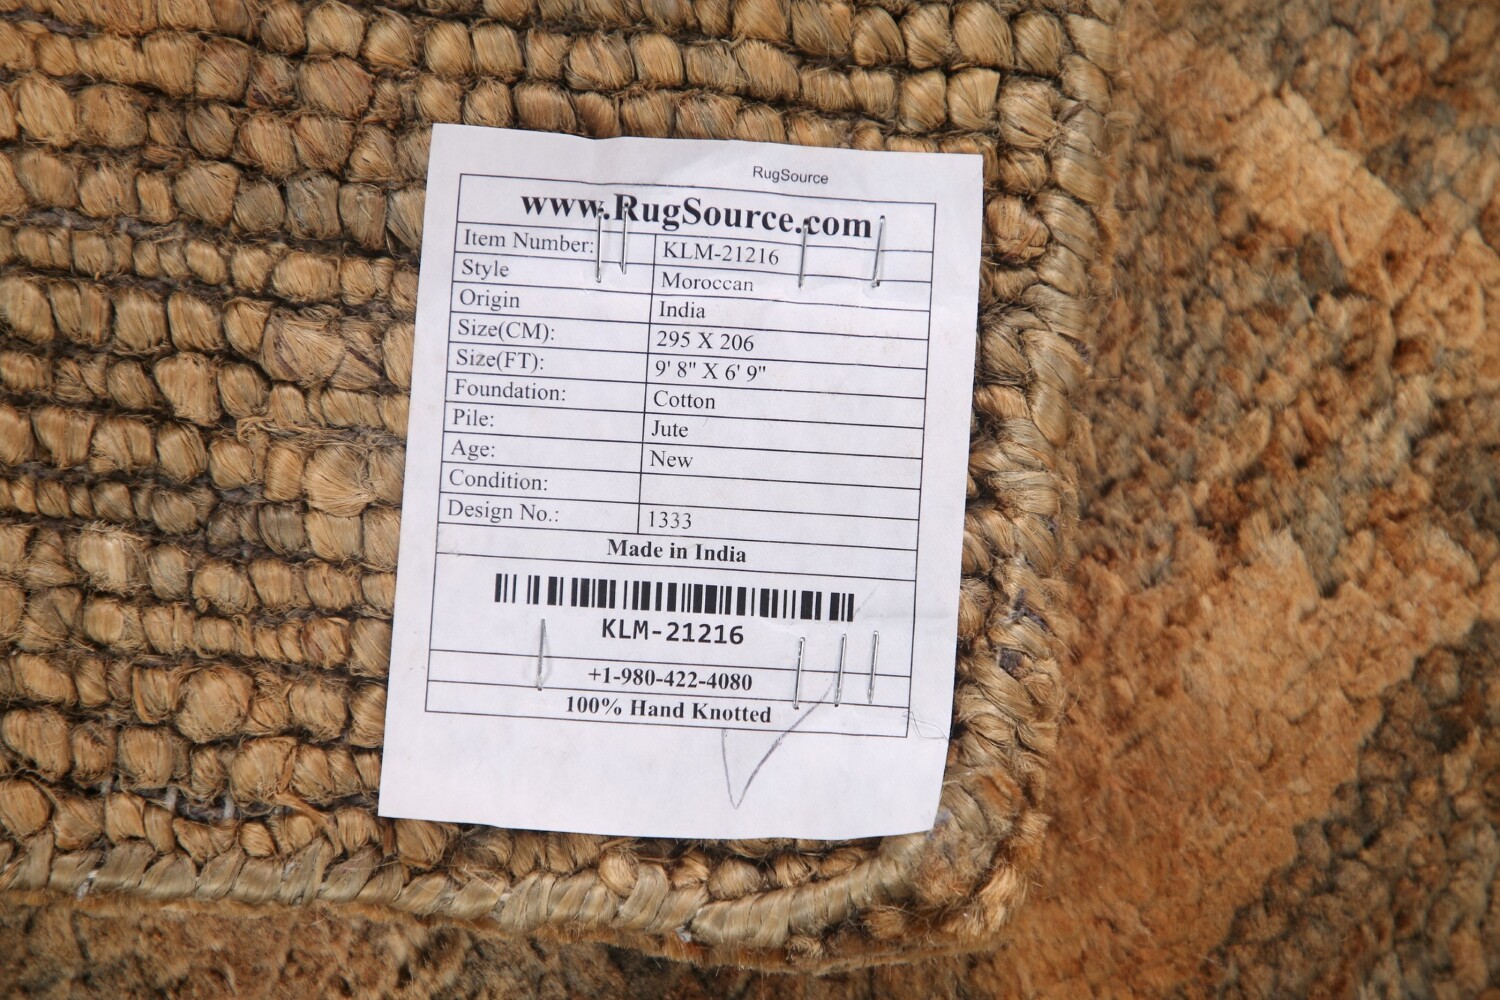 RugSource
www.RugSource.com
Item Number: KLM-21216
Style Moroccan
Origin India
Size(CM): 295 X 206
Size(FT): 9' 8" X 6' 9"
Foundation: Cotton
Pile: Jute
Age: New
Condition:
Design No.: 1333
Made in India
KLM-21216
+1-980-422-4080
100% Hand Knotted